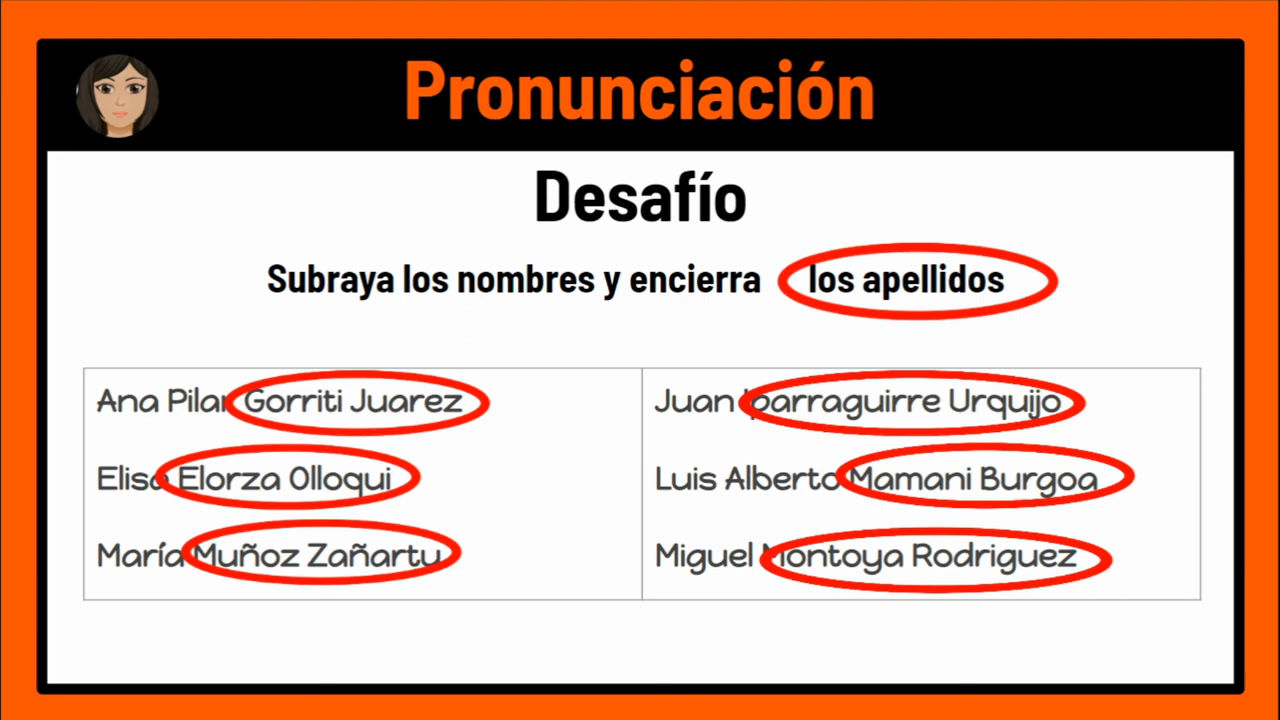 Pronunciación
Desafío
Subraya los nombres y encierra los apellidos
Ana Pilar Gorriti Juarez
Elisa Elorza Olloqui
María Muñoz Zañartu
Juan Iparraguirre Urquijo
Luis Alberto Mamani Burgoa
Miguel Montoya Rodriguez